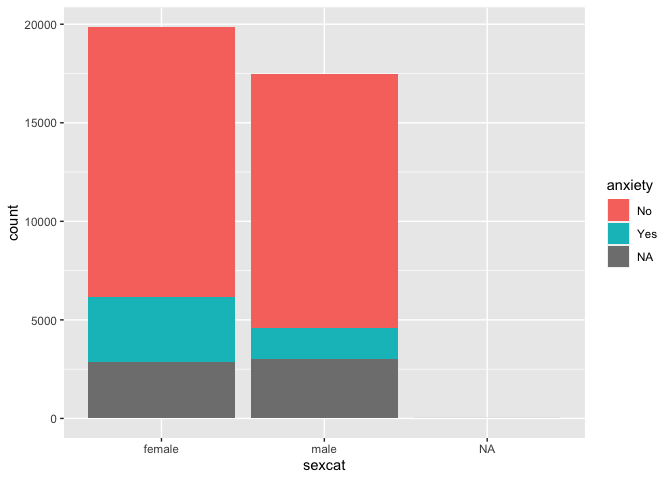 20000
15000
10000
5000
0
count
female male NA
sexcat
anxiety
No
Yes
NA